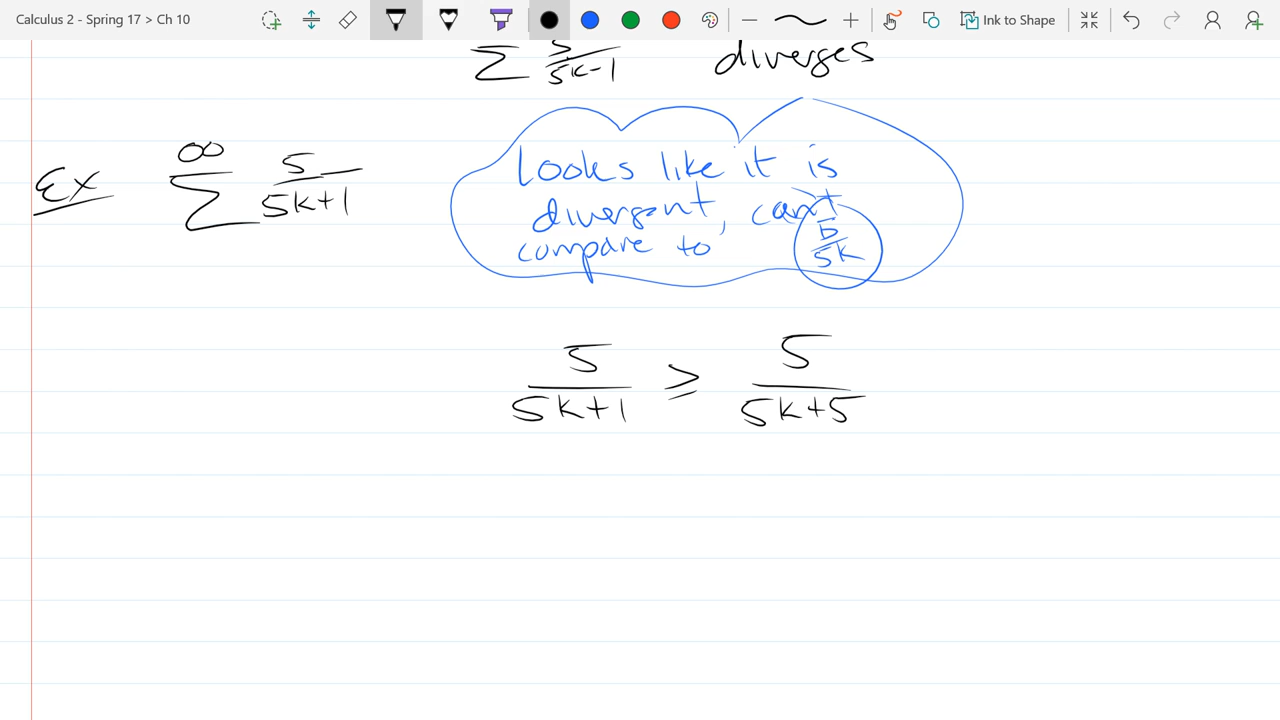 Calculus 2 - Spring 17 > Ch 10
Ink to Shape
∑ 5/(5k-1) diverges
Ex ∑^∞ 5/(5k+1)
Looks like it is
divergent, can't
compare to 5/5k
5/(5k+1) ≥ 5/(5k+5)